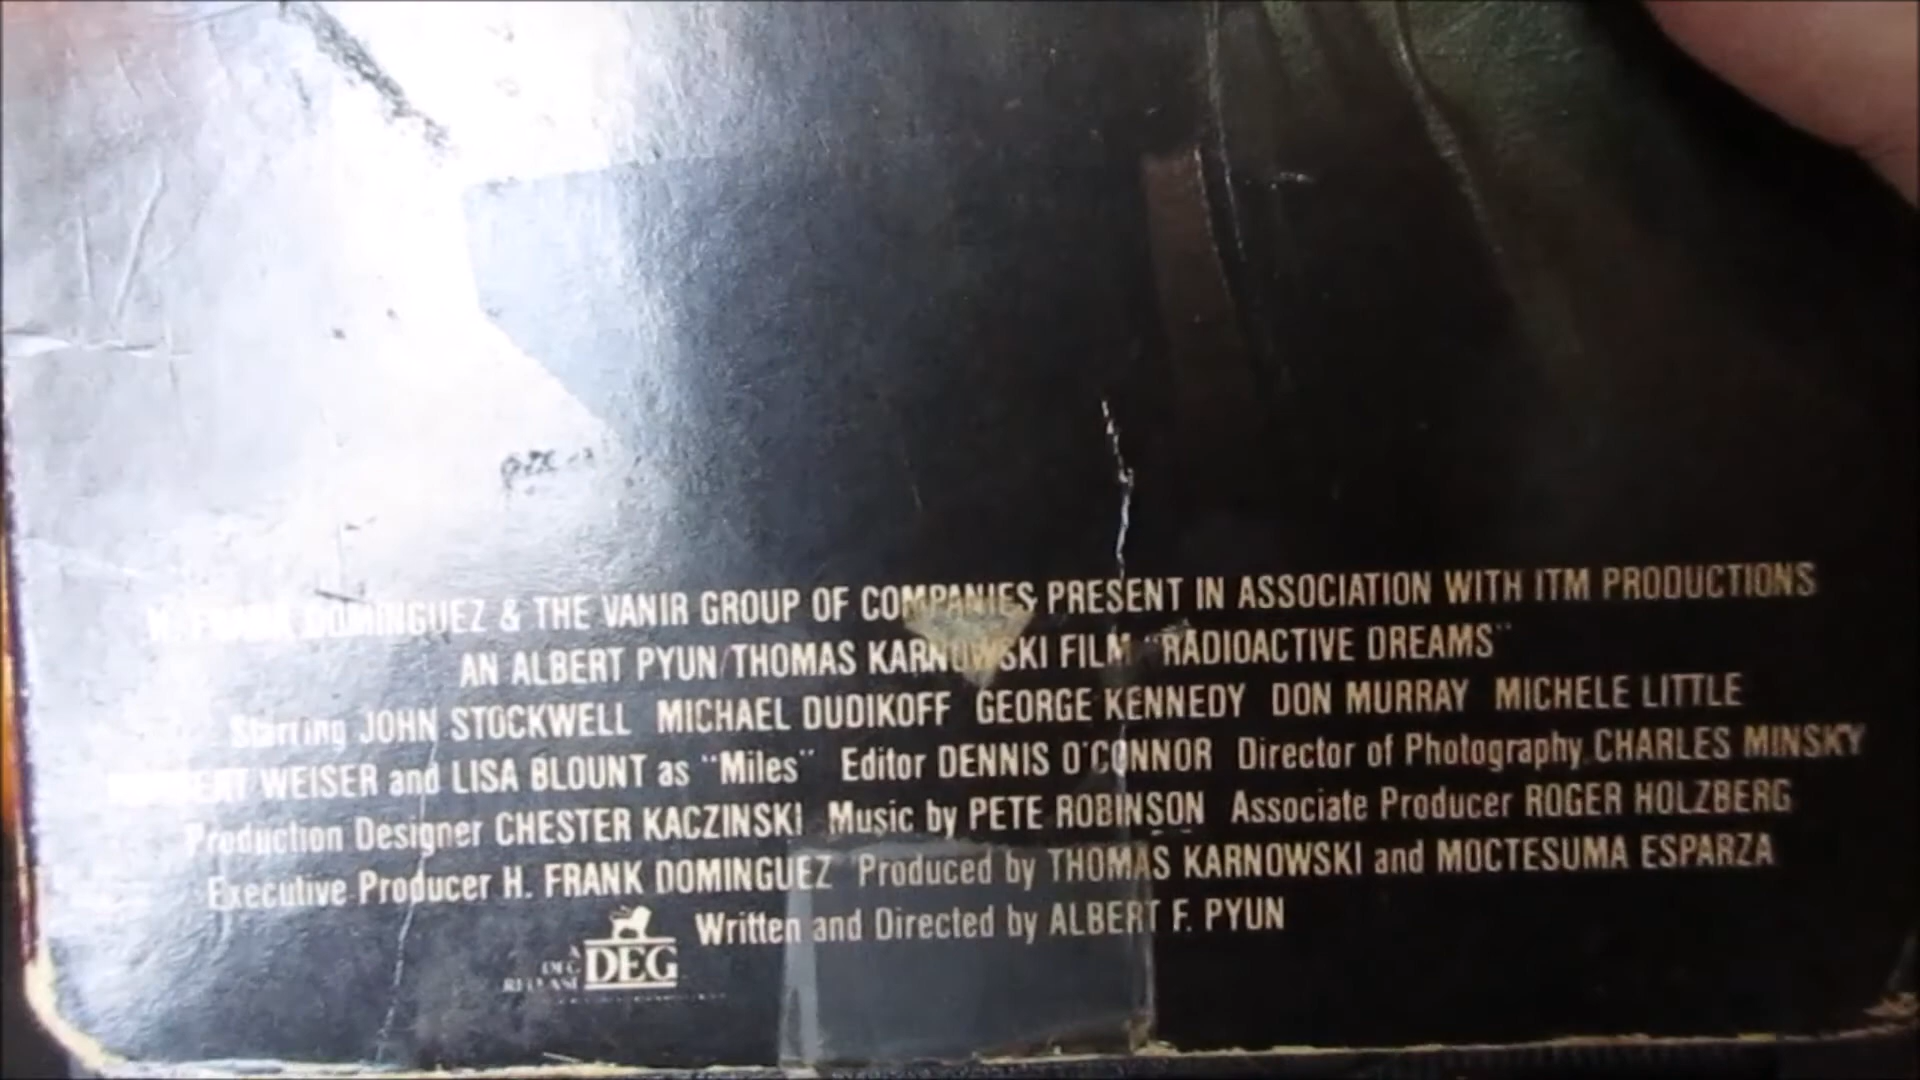 DOMINGUEZ & THE VANIR GROUP OF COMPANIES PRESENT IN ASSOCIATION WITH ITM PRODUCTIONS
AN ALBERT PYUN/THOMAS KARNOWSKI FILM "RADIOACTIVE DREAMS"
Starring JOHN STOCKWELL MICHAEL DUDIKOFF GEORGE KENNEDY DON MURRAY MICHELE LITTLE
WEISER and LISA BLOUNT as "Miles" Editor DENNIS O'CONNOR Director of Photography CHARLES MINSKY
Production Designer CHESTER KACZINSKI Music by PETE ROBINSON Associate Producer ROGER HOLZBERG
Executive Producer H. FRANK DOMINGUEZ Produced by THOMAS KARNOWSKI and MOCTESUMA ESPARZA
Written and Directed by ALBERT F. PYUN
A
DEG
RELEASE
DEG